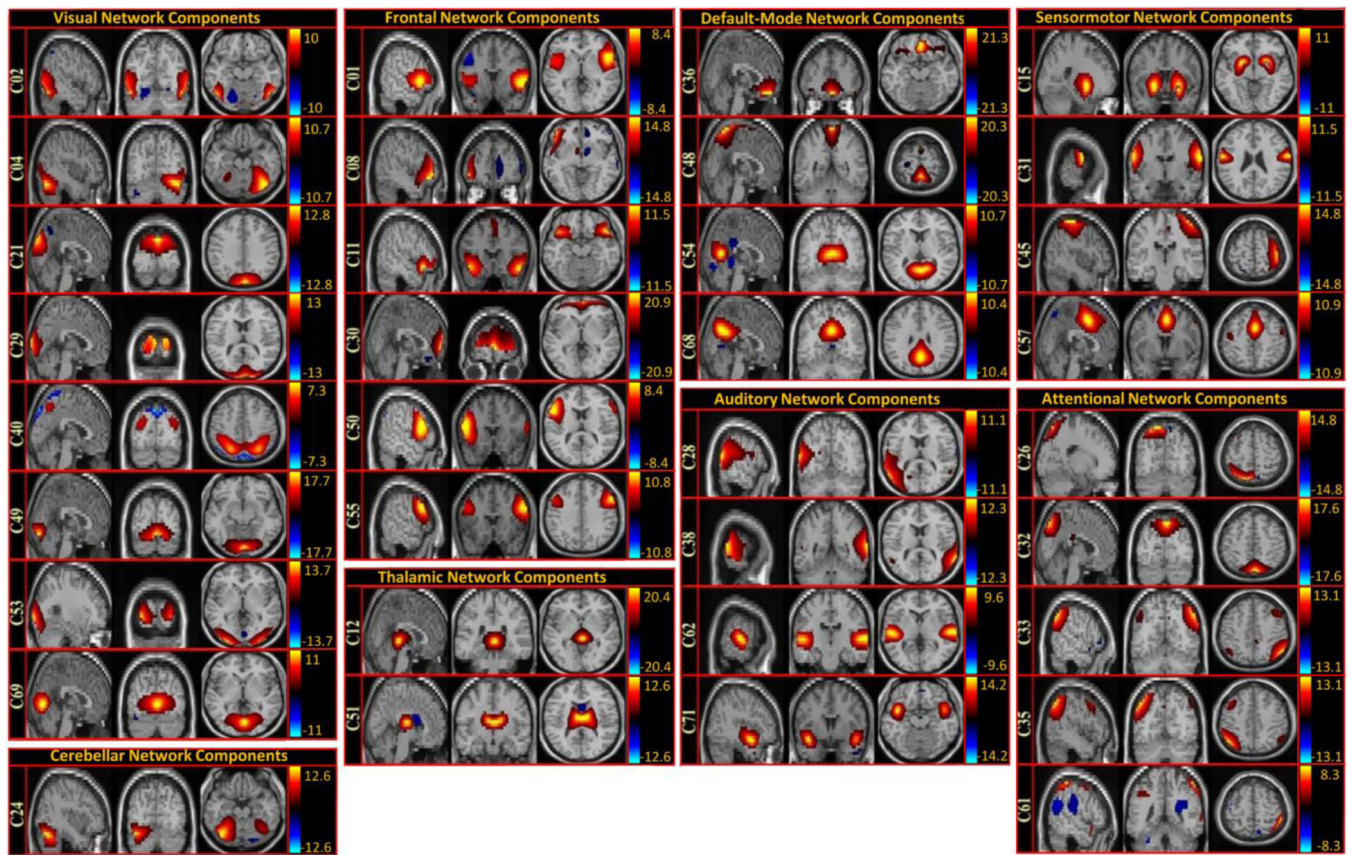 Visual Network Components
C02
10
-10
C04
10.7
-10.7
C21
12.8
-12.8
C29
13
-13
C40
7.3
-7.3
C49
17.7
-17.7
C53
13.7
-13.7
C69
11
-11
Cerebellar Network Components
C24
12.6
-12.6
Frontal Network Components
C01
8.4
-8.4
C08
14.8
-14.8
C11
11.5
-11.5
C30
20.9
-20.9
C50
8.4
-8.4
C55
10.8
-10.8
Thalamic Network Components
C12
20.4
-20.4
C51
12.6
-12.6
Default-Mode Network Components
C36
21.3
-21.3
C48
20.3
-20.3
C54
10.7
-10.7
C68
10.4
-10.4
Auditory Network Components
C28
11.1
-11.1
C38
12.3
-12.3
C62
9.6
-9.6
C71
14.2
-14.2
Sensormotor Network Components
C15
11
-11
C31
11.5
-11.5
C45
14.8
-14.8
C57
10.9
-10.9
Attentional Network Components
C26
14.8
-14.8
C32
17.6
-17.6
C33
13.1
-13.1
C35
13.1
-13.1
C61
8.3
-8.3